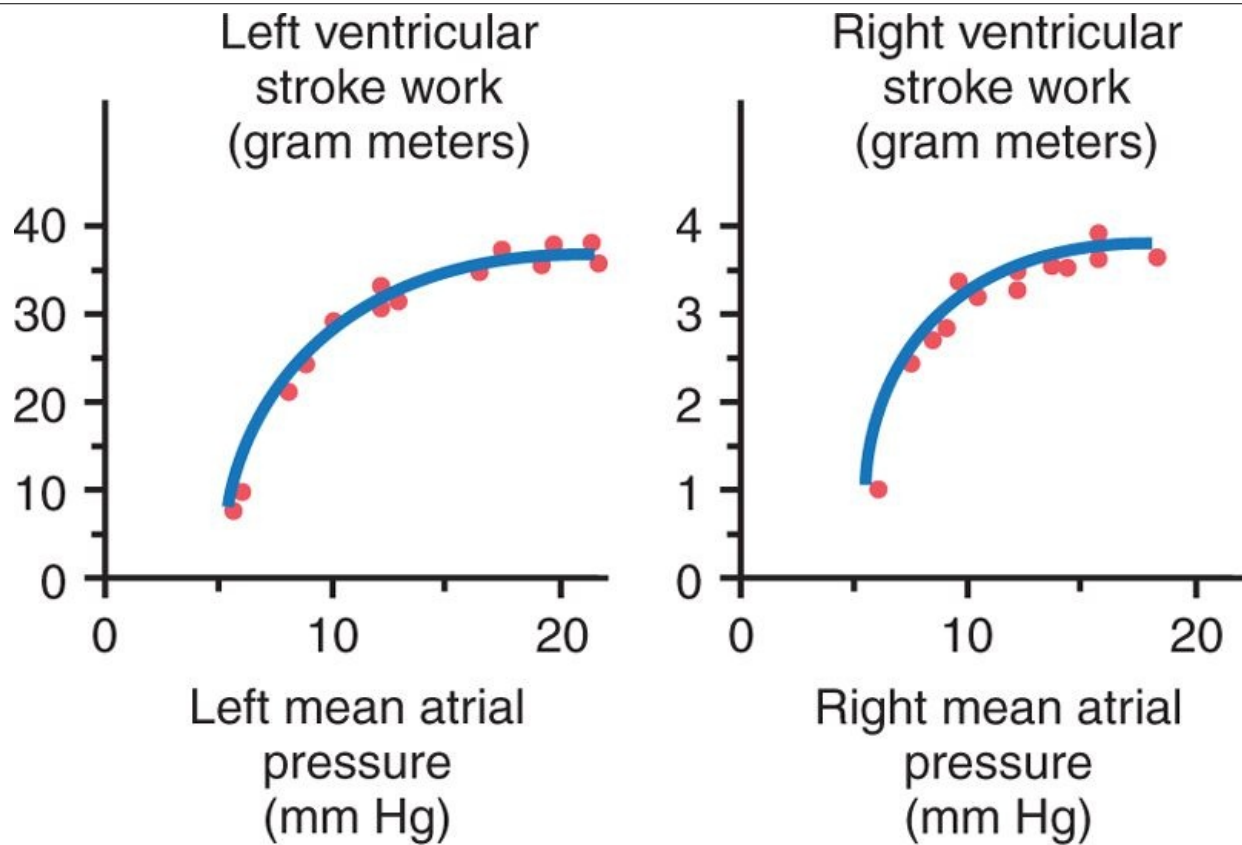 Left ventricular
stroke work
(gram meters)
40
30
20
10
0
0 10 20
Left mean atrial
pressure
(mm Hg)
Right ventricular
stroke work
(gram meters)
4
3
2
1
0
0 10 20
Right mean atrial
pressure
(mm Hg)